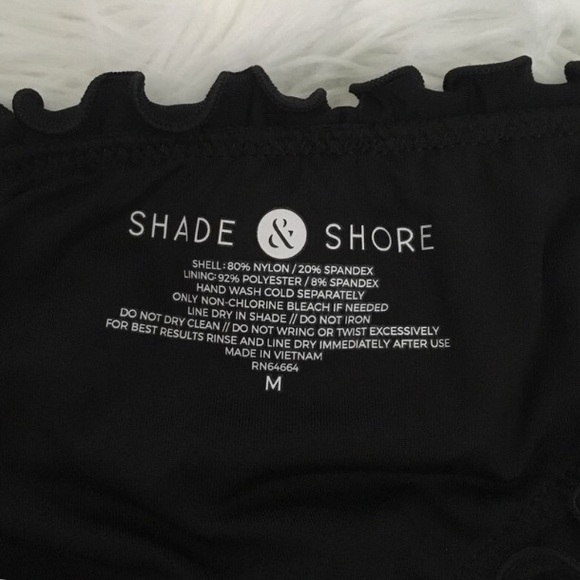 SHADE & SHORE
SHELL: 80% NYLON / 20% SPANDEX
LINING: 92% POLYESTER / 8% SPANDEX
HAND WASH COLD SEPARATELY
ONLY NON-CHLORINE BLEACH IF NEEDED
LINE DRY IN SHADE // DO NOT IRON
DO NOT DRY CLEAN // DO NOT WRING OR TWIST EXCESSIVELY
FOR BEST RESULTS RINSE AND LINE DRY IMMEDIATELY AFTER USE
MADE IN VIETNAM
RN64664
M